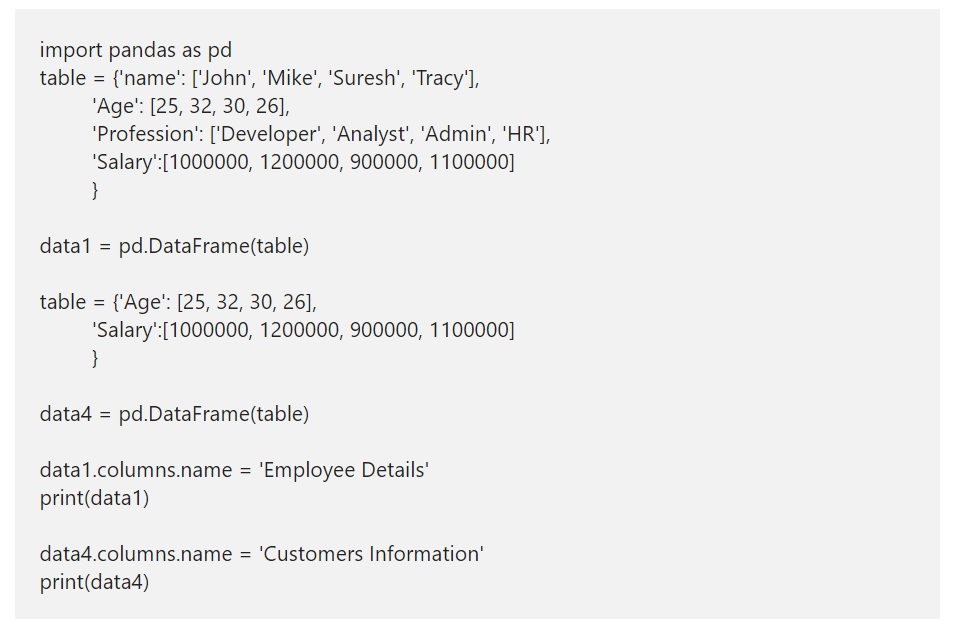 import pandas as pd
table = {'name': ['John', 'Mike', 'Suresh', 'Tracy'],
'Age': [25, 32, 30, 26],
'Profession': ['Developer', 'Analyst', 'Admin', 'HR'],
'Salary':[1000000, 1200000, 900000, 1100000]
}
data1 = pd.DataFrame(table)
table = {'Age': [25, 32, 30, 26],
'Salary':[1000000, 1200000, 900000, 1100000]
}
data4 = pd.DataFrame(table)
data1.columns.name = 'Employee Details'
print(data1)
data4.columns.name = 'Customers Information'
print(data4)